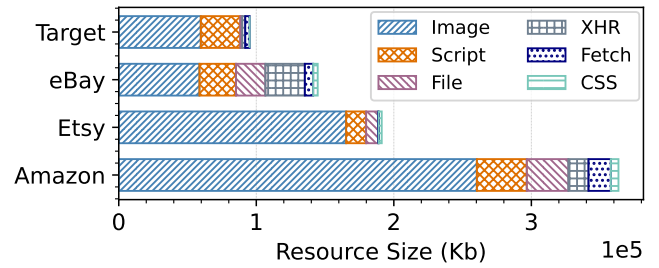 Target
eBay
Etsy
Amazon
Image
Script
File
XHR
Fetch
CSS
0 1 2 3
Resource Size (Kb)
1e5